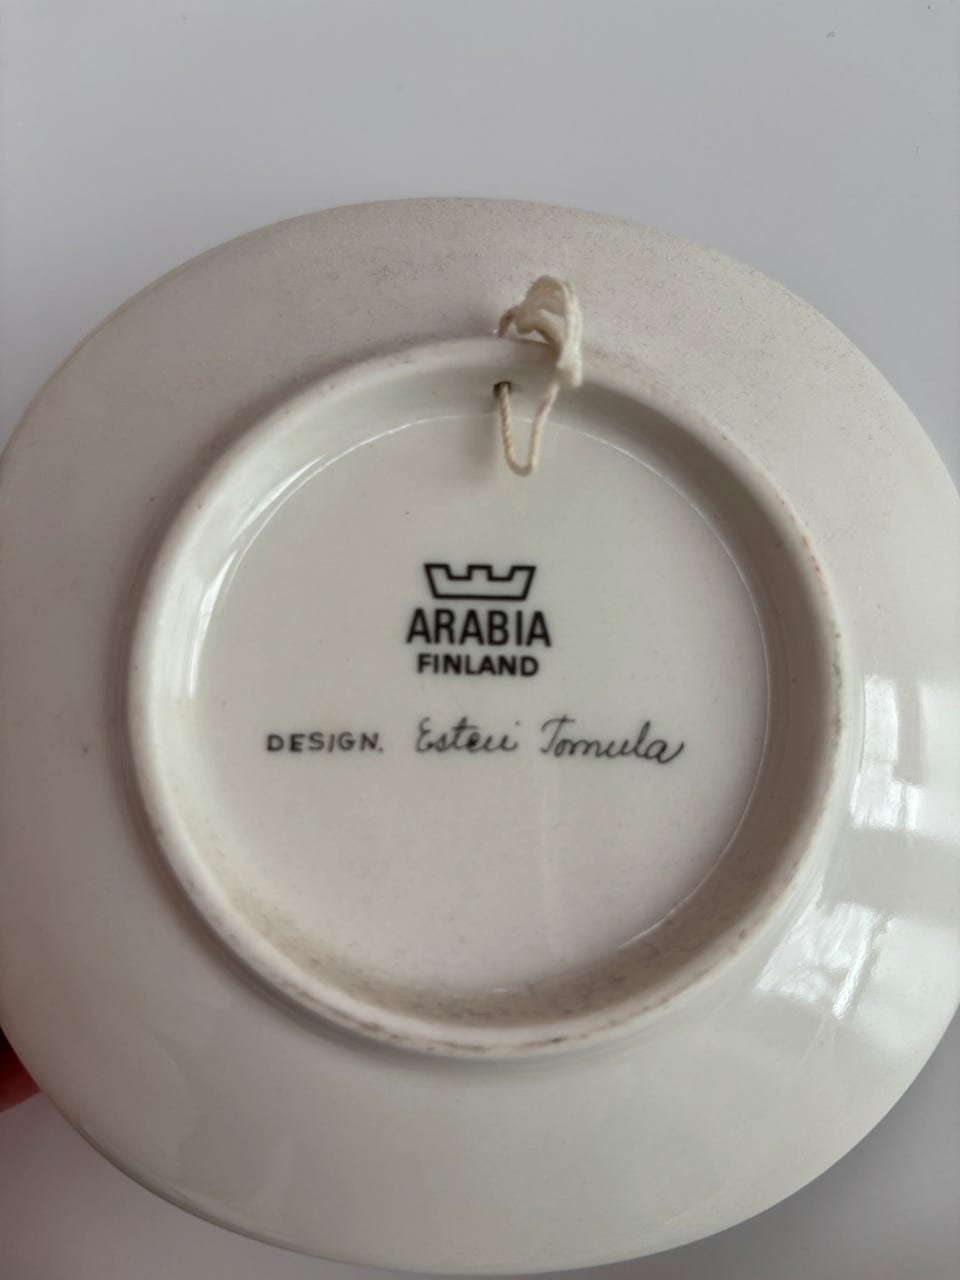 ARABIA
FINLAND
DESIGN. Esteri Tomula